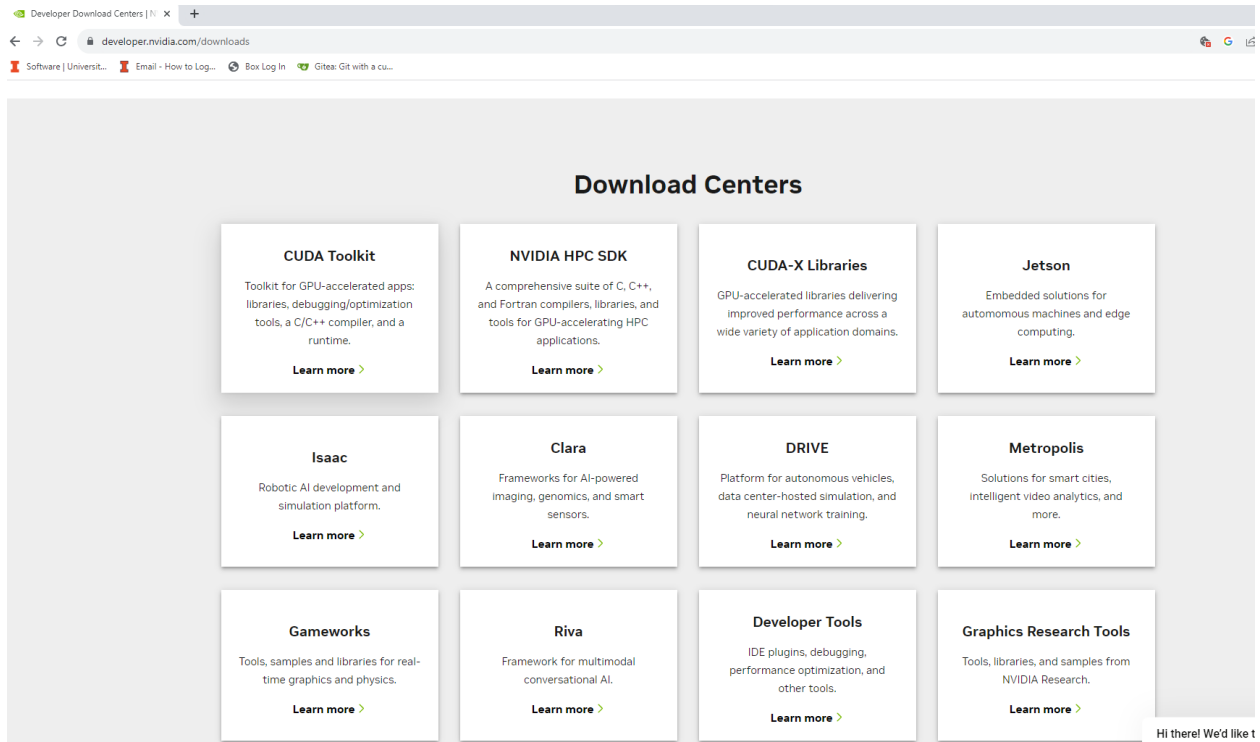 Developer Download Centers | N
developer.nvidia.com/downloads
Software | Universit...
Email - How to Log...
Box Log In
Gitea: Git with a cu...
Download Centers
CUDA Toolkit
Toolkit for GPU-accelerated apps:
libraries, debugging/optimization
tools, a C/C++ compiler, and a
runtime.
Learn more
NVIDIA HPC SDK
A comprehensive suite of C, C++,
and Fortran compilers, libraries, and
tools for GPU-accelerating HPC
applications.
Learn more
CUDA-X Libraries
GPU-accelerated libraries delivering
improved performance across a
wide variety of application domains.
Learn more
Jetson
Embedded solutions for
automomous machines and edge
computing.
Learn more
Isaac
Robotic AI development and
simulation platform.
Learn more
Clara
Frameworks for AI-powered
imaging, genomics, and smart
sensors.
Learn more
DRIVE
Platform for autonomous vehicles,
data center-hosted simulation, and
neural network training.
Learn more
Metropolis
Solutions for smart cities,
intelligent video analytics, and
more.
Learn more
Gameworks
Tools, samples and libraries for real-
time graphics and physics.
Learn more
Riva
Framework for multimodal
conversational AI.
Learn more
Developer Tools
IDE plugins, debugging,
performance optimization, and
other tools.
Learn more
Graphics Research Tools
Tools, libraries, and samples from
NVIDIA Research.
Learn more
Hi there! We'd like t